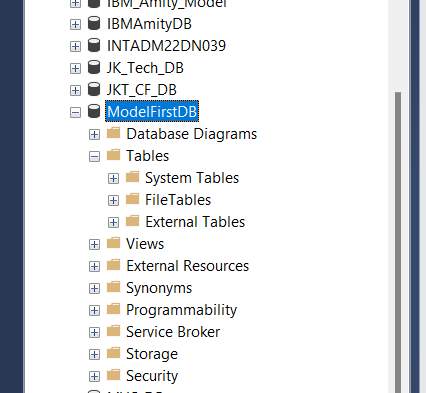 IBM_Amity_Model
IBMAmityDB
INTADM22DN039
JK_Tech_DB
JKT_CF_DB
ModelFirstDB
Database Diagrams
Tables
System Tables
FileTables
External Tables
Views
External Resources
Synonyms
Programmability
Service Broker
Storage
Security